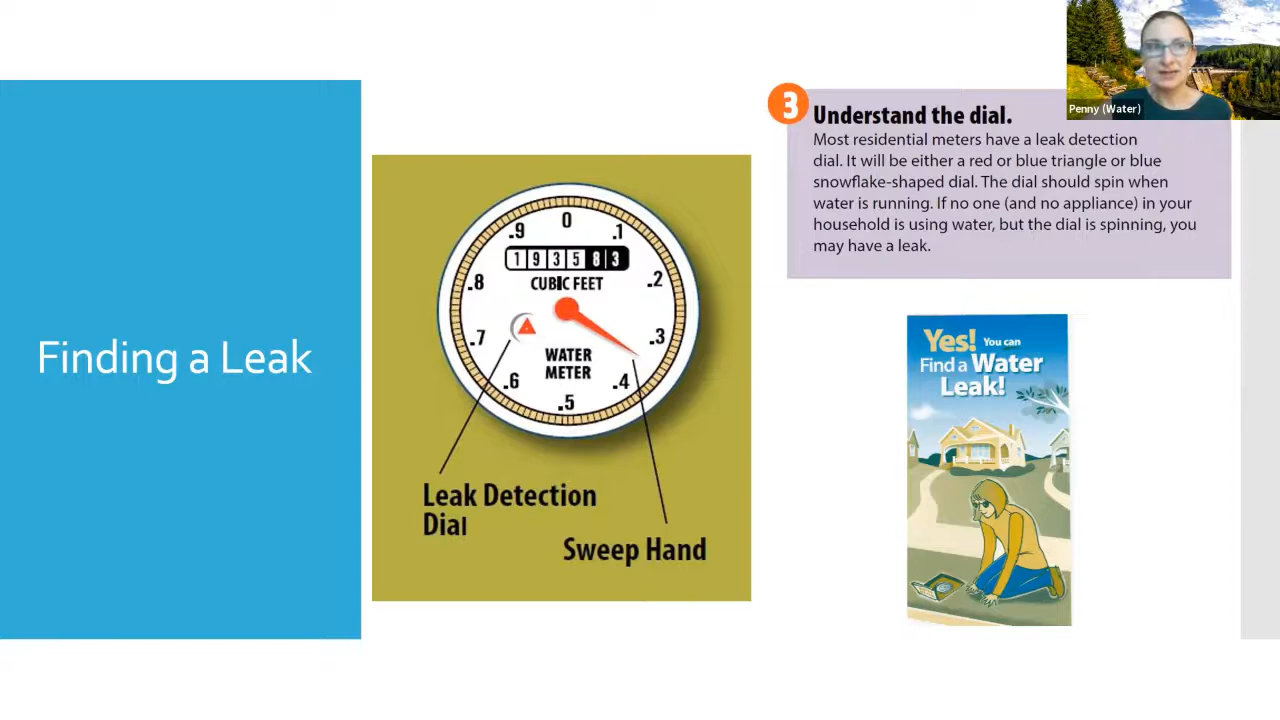 Finding a Leak
0
.9
.1
1 9 3 5 8 3
CUBIC FEET
.8
.2
.7
.3
WATER
METER
.6
.4
.5
Leak Detection
Dial
Sweep Hand
3
Understand the dial.
Most residential meters have a leak detection
dial. It will be either a red or blue triangle or blue
snowflake-shaped dial. The dial should spin when
water is running. If no one (and no appliance) in your
household is using water, but the dial is spinning, you
may have a leak.
Yes! You can
Find a Water
Leak!
Penny (Water)